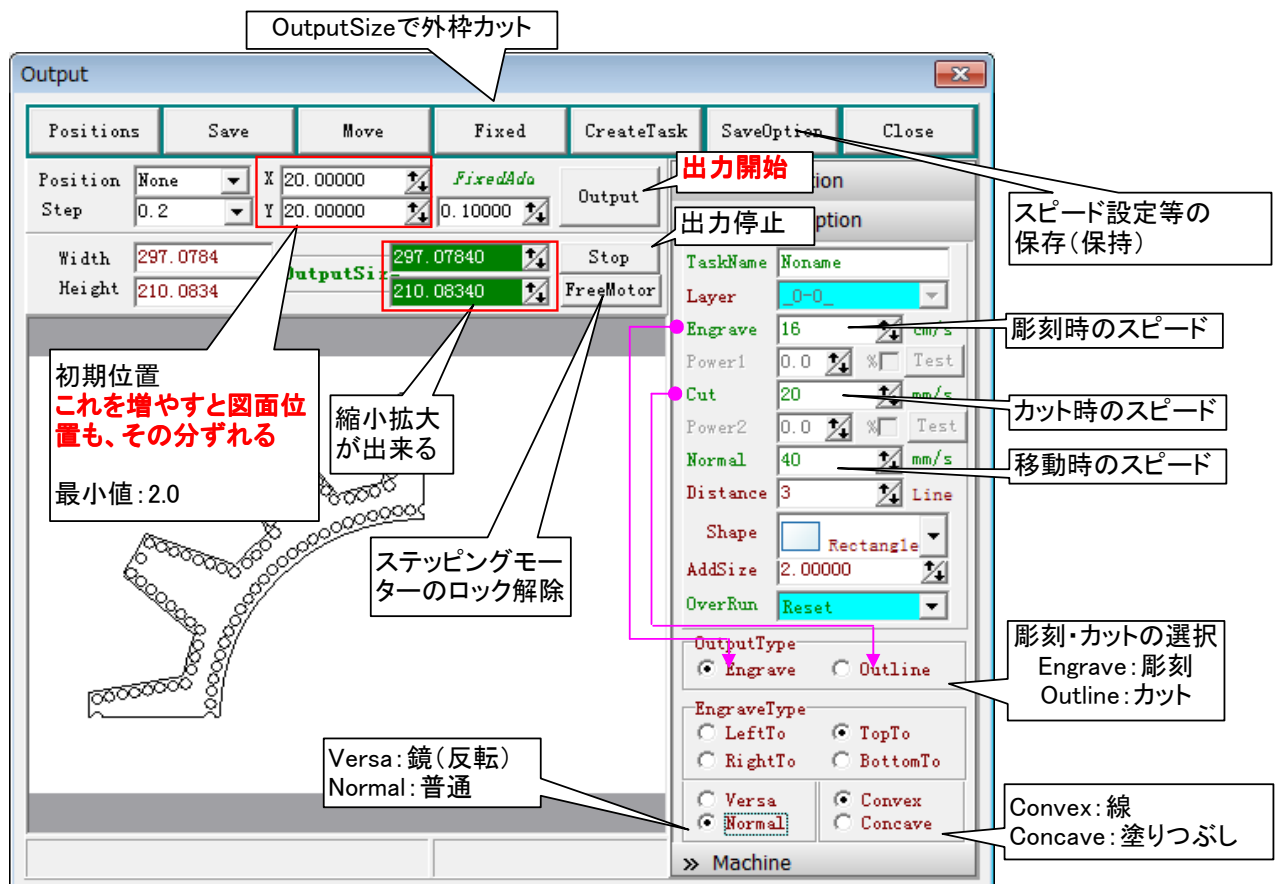 OutputSizeで外枠カット
Output
Positions
Save
Move
Fixed
CreateTask
SaveOption
Close
Position
None
X
20.00000
FixedAdd
Output
出力開始
tion
Step
0.2
Y
20.00000
0.10000
出力停止
ption
スピード設定等の
保存(保持)
Width
297.0784
297.07840
Stop
Height
210.0834
210.08340
FreeMotor
TaskName
Noname
Layer
_0-0_
Engrave
16
cm/s
彫刻時のスピード
Power1
0.0
%
Test
Cut
20
mm/s
カット時のスピード
Power2
0.0
%
Test
Normal
40
mm/s
移動時のスピード
Distance
3
Line
Shape
Rectangle
AddSize
2.00000
OverRun
Reset
初期位置
これを増やすと図面位
置も、その分ずれる
最小値:2.0
縮小拡大
が出来る
ステッピングモー
ターのロック解除
OutputType
Engrave
Outline
彫刻・カットの選択
Engrave:彫刻
Outline:カット
EngraveType
LeftTo
TopTo
RightTo
BottomTo
Versa:鏡(反転)
Normal:普通
Versa
Convex
Normal
Concave
Convex:線
Concave:塗りつぶし
» Machine